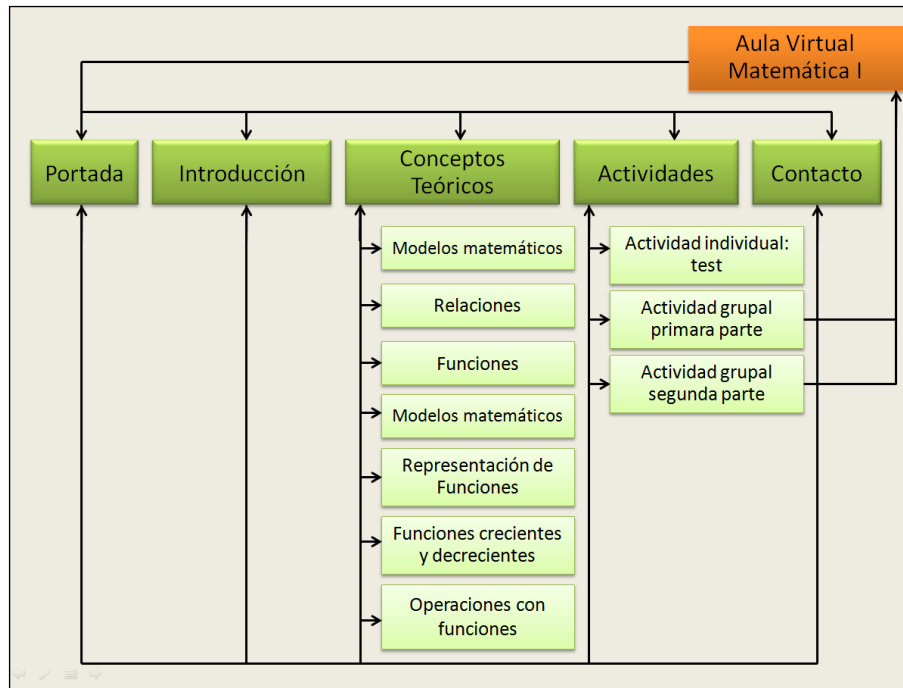 Aula Virtual
Matemática I
Portada
Introducción
Conceptos
Teóricos
Actividades
Contacto
Modelos matemáticos
Relaciones
Funciones
Modelos matemáticos
Representación de
Funciones
Funciones crecientes
y decrecientes
Operaciones con
funciones
Actividad individual:
test
Actividad grupal
primara parte
Actividad grupal
segunda parte